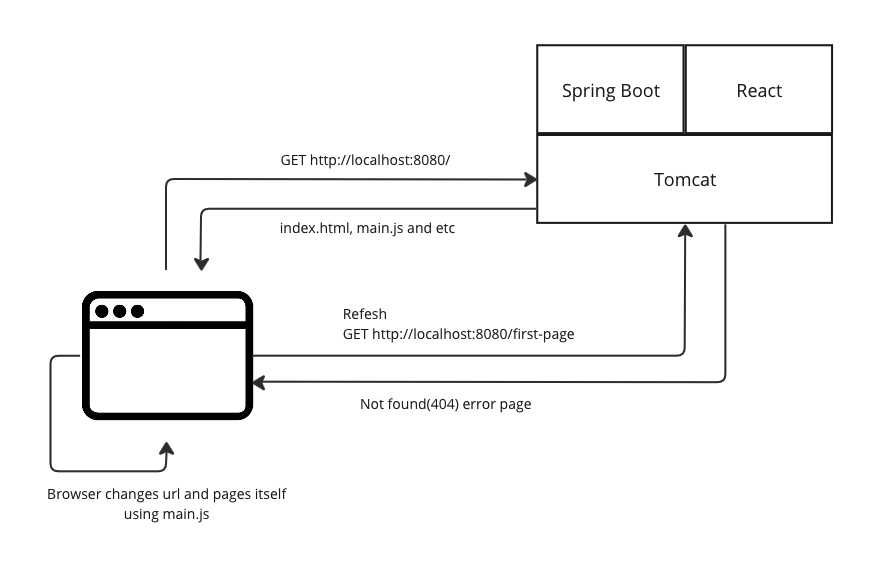 Spring Boot
React
Tomcat
GET http://localhost:8080/
index.html, main.js and etc
Refesh
GET http://localhost:8080/first-page
Not found(404) error page
Browser changes url and pages itself
using main.js